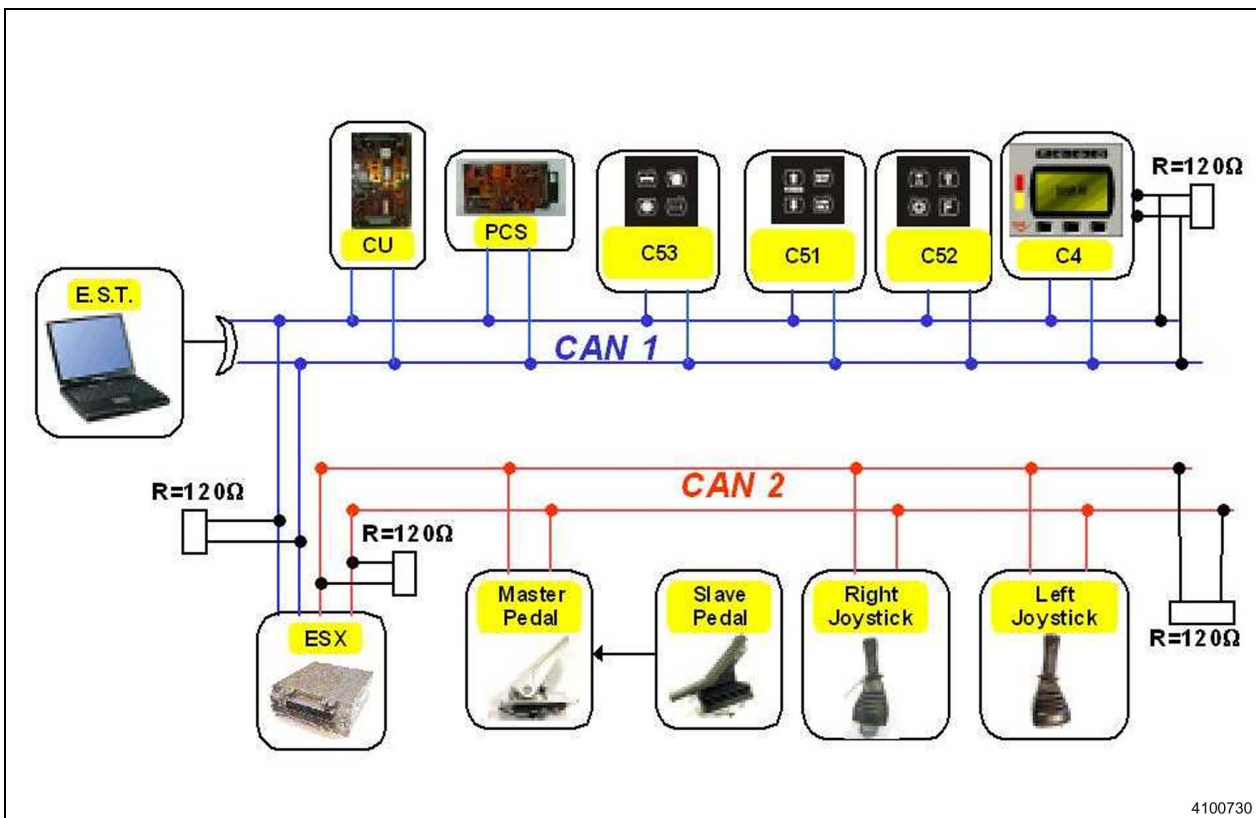 CU
PCS
C53
C51
C52
C4
R=120Ω
E.S.T.
CAN 1
CAN 2
R=120Ω
R=120Ω
ESX
Master
Pedal
Slave
Pedal
Right
Joystick
Left
Joystick
R=120Ω
4100730